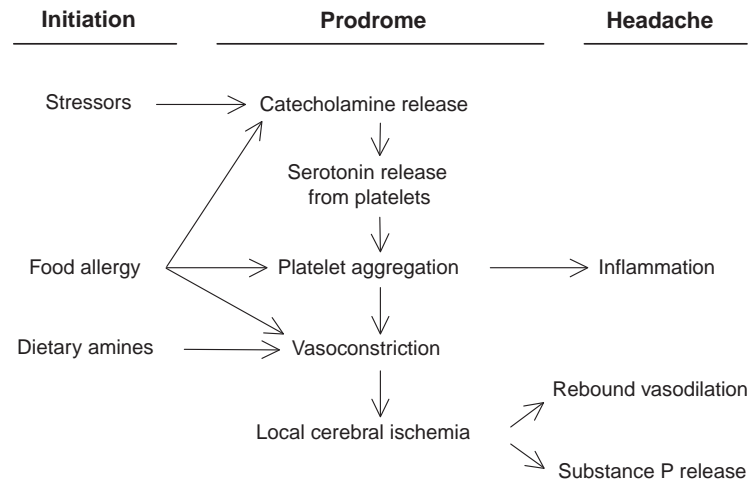 Initiation
Prodrome
Headache
Stressors
Catecholamine release
Serotonin release
from platelets
Food allergy
Platelet aggregation
Inflammation
Dietary amines
Vasoconstriction
Rebound vasodilation
Local cerebral ischemia
Substance P release